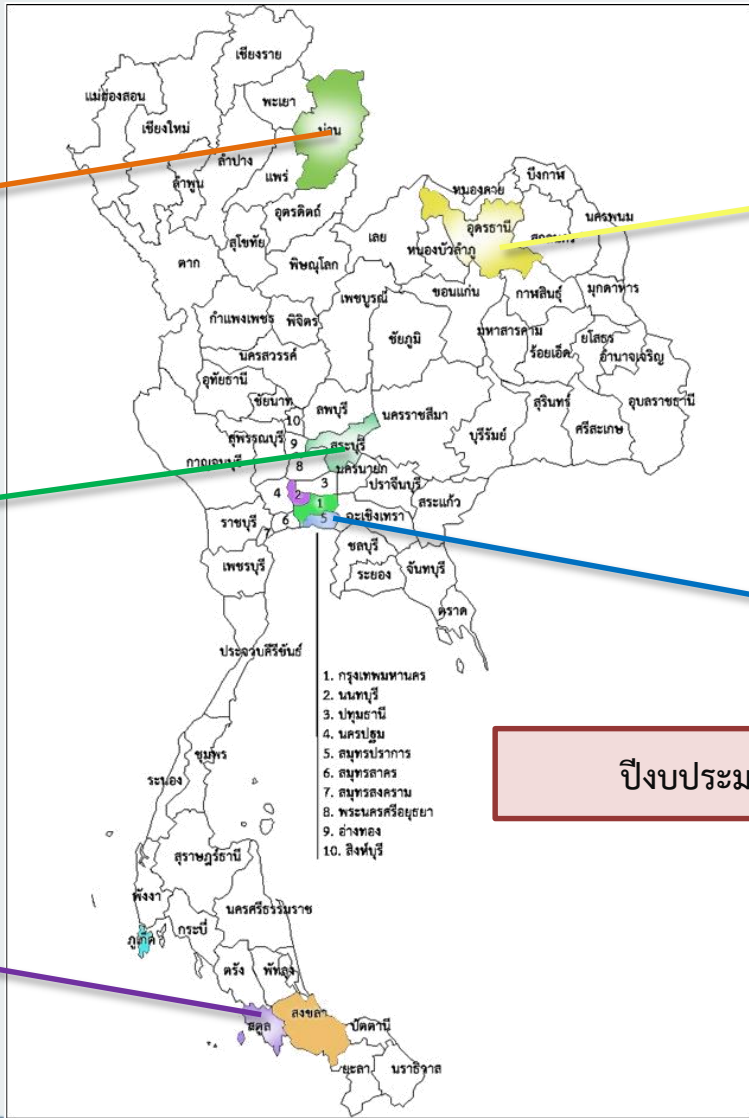 เชียงราย
แม่ฮ่องสอน
พะเยา
เชียงใหม่
น่าน
ลำปาง
ลำพูน
แพร่
อุตรดิตถ์
สุโขทัย
ตาก
พิษณุโลก
เลย
หนองคาย
บึงกาฬ
อุดรธานี
นครพนม
สกลนคร
หนองบัวลำภู
ขอนแก่น
กาฬสินธุ์
มุกดาหาร
เพชรบูรณ์
กำแพงเพชร
พิจิตร
ชัยภูมิ
มหาสารคาม
ร้อยเอ็ด
ยโสธร
อำนาจเจริญ
นครสวรรค์
อุทัยธานี
ชัยนาท
ลพบุรี
นครราชสีมา
บุรีรัมย์
สุรินทร์
ศรีสะเกษ
อุบลราชธานี
10
สุพรรณบุรี
9
สระบุรี
กาญจนบุรี
8
นครนายก
3
ปราจีนบุรี
สระแก้ว
4
2
1
ฉะเชิงเทรา
ราชบุรี
6
5
7
ชลบุรี
เพชรบุรี
ระยอง
จันทบุรี
ตราด
ประจวบคีรีขันธ์
1. กรุงเทพมหานคร
2. นนทบุรี
3. ปทุมธานี
4. นครปฐม
5. สมุทรปราการ
6. สมุทรสาคร
7. สมุทรสงคราม
8. พระนครศรีอยุธยา
9. อ่างทอง
10. สิงห์บุรี
ปีงบประม
ชุมพร
ระนอง
สุราษฎร์ธานี
พังงา
นครศรีธรรมราช
กระบี่
ภูเก็ต
ตรัง
พัทลุง
สงขลา
สตูล
ปัตตานี
ยะลา
นราธิวาส